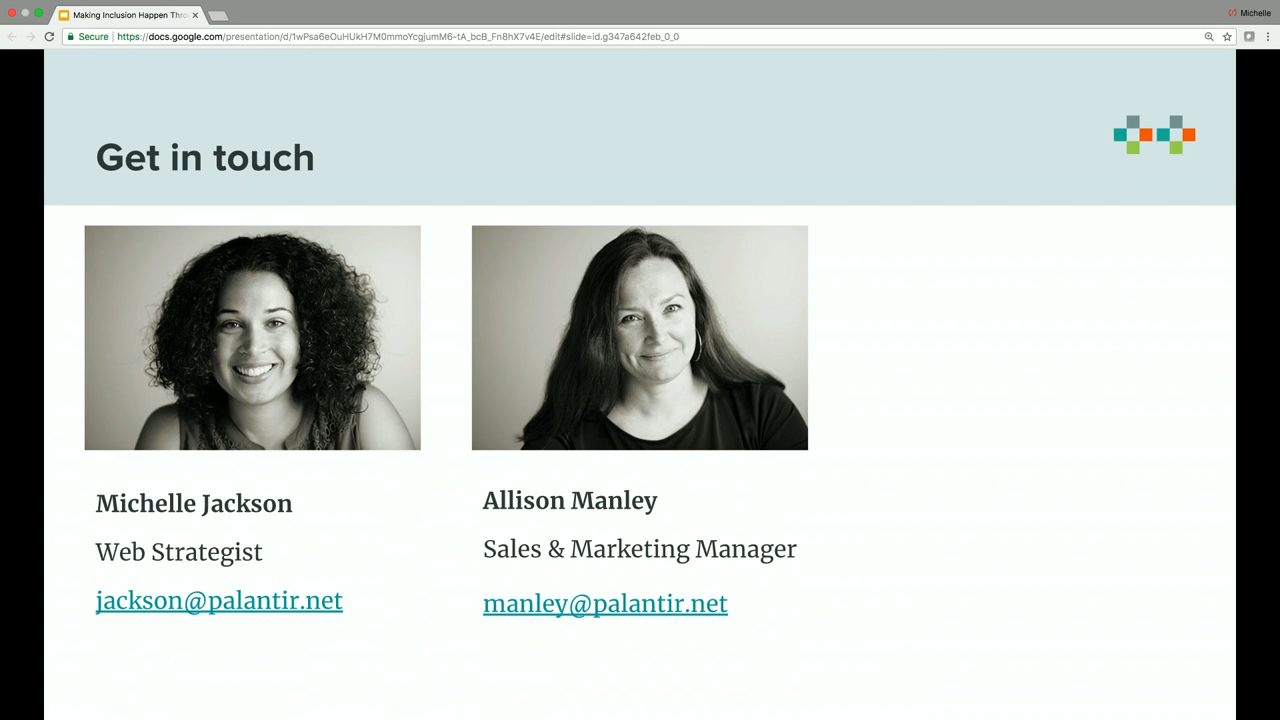 Making Inclusion Happen Thro
Michelle
Secure
https://docs.google.com/presentation/d/1wPsa6eOuHUkH7M0mmoYcgjumM6-tA_bcB_Fn8hX7v4E/edit#slide=id.g347a642feb_0_0
Get in touch
Michelle Jackson
Web Strategist
jackson@palantir.net
Allison Manley
Sales & Marketing Manager
manley@palantir.net